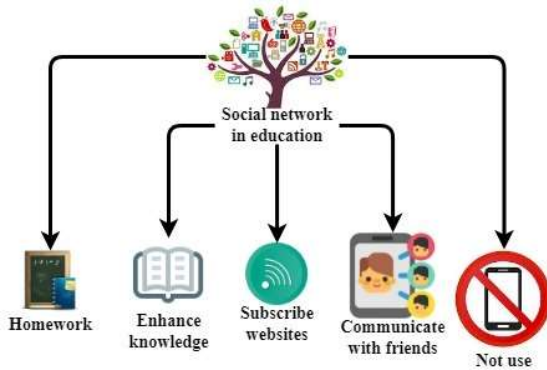 Social network
in education
Homework
Enhance
knowledge
Subscribe
websites
Communicate
with friends
Not use